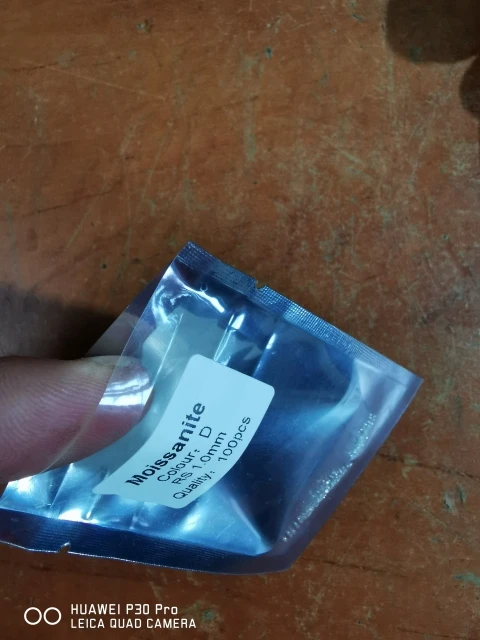 Moissanite
Colour: D
RS 1.0mm
Quality: 100pcs
HUAWEI P30 Pro
LEICA QUAD CAMERA